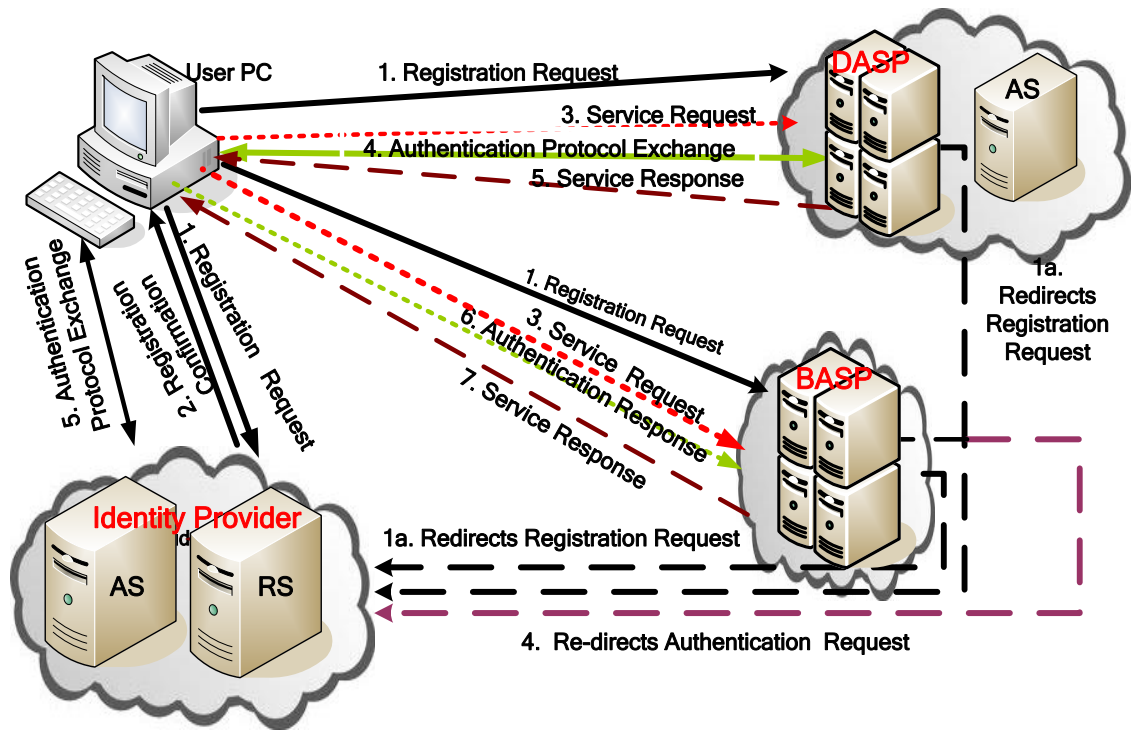 User PC
1. Registration Request
DASP
AS
3. Service Request
4. Authentication Protocol Exchange
5. Service Response
1a.
Redirects
Registration
Request
1. Registration Request
3. Service Request
6. Authentication Response
7. Service Response
BASP
5. Authentication
Protocol Exchange
2. Registration
Confirmation
1. Registration Request
Identity Provider
AS
RS
1a. Redirects Registration Request
4. Re-directs Authentication Request